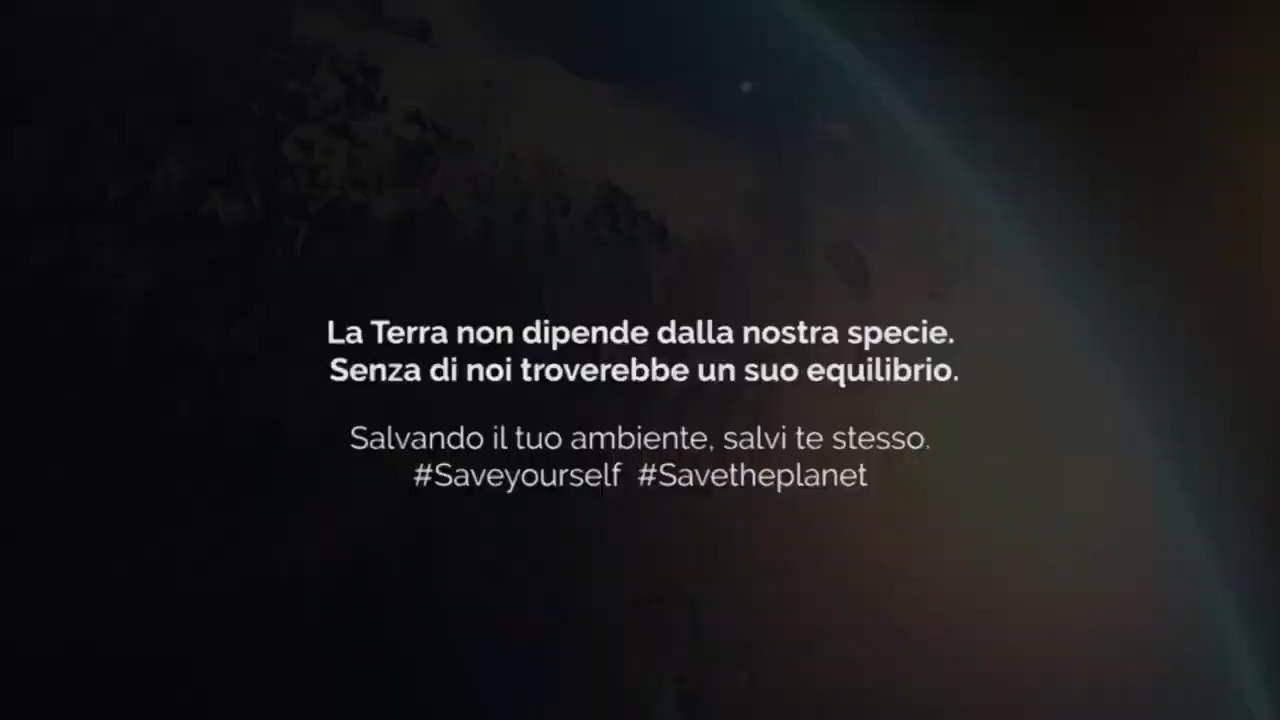 La Terra non dipende dalla nostra specie.
Senza di noi troverebbe un suo equilibrio.
Salvando il tuo ambiente, salvi te stesso.
#Saveyourself #Savetheplanet